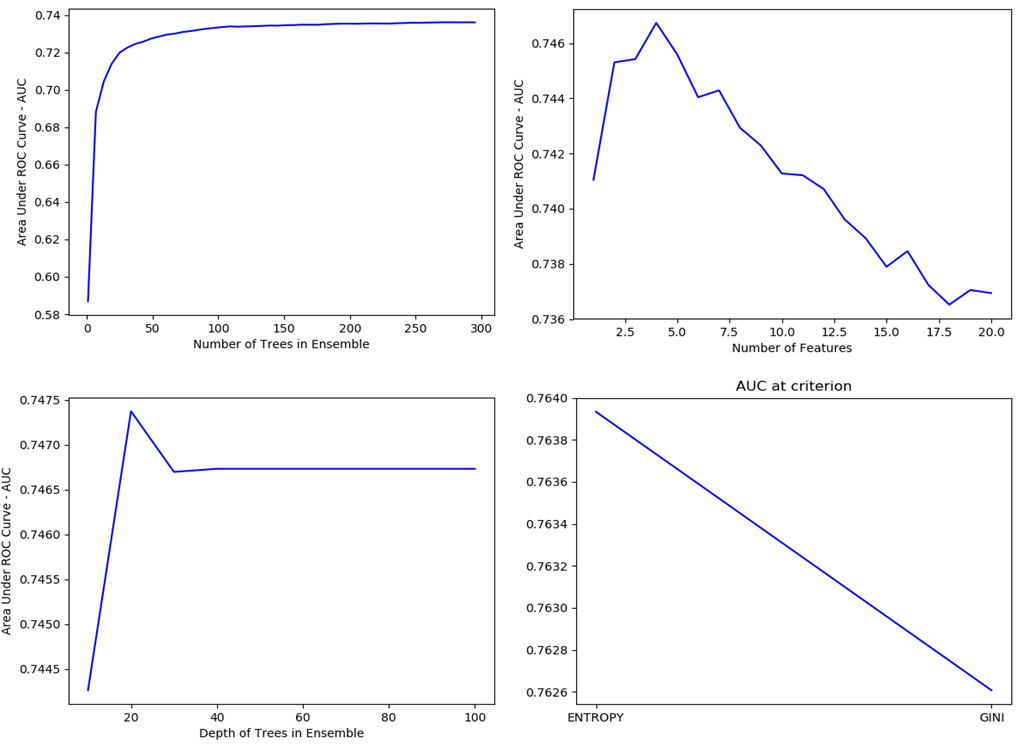 Area Under ROC Curve - AUC
0.74
0.72
0.70
0.68
0.66
0.64
0.62
0.60
0.58
0 50 100 150 200 250 300
Number of Trees in Ensemble
Area Under ROC Curve - AUC
0.746
0.744
0.742
0.740
0.738
0.736
2.5 5.0 7.5 10.0 12.5 15.0 17.5 20.0
Number of Features
Area Under ROC Curve - AUC
0.7475
0.7470
0.7465
0.7460
0.7455
0.7450
0.7445
20 40 60 80 100
Depth of Trees in Ensemble
AUC at criterion
0.7640
0.7638
0.7636
0.7634
0.7632
0.7630
0.7628
0.7626
ENTROPY GINI